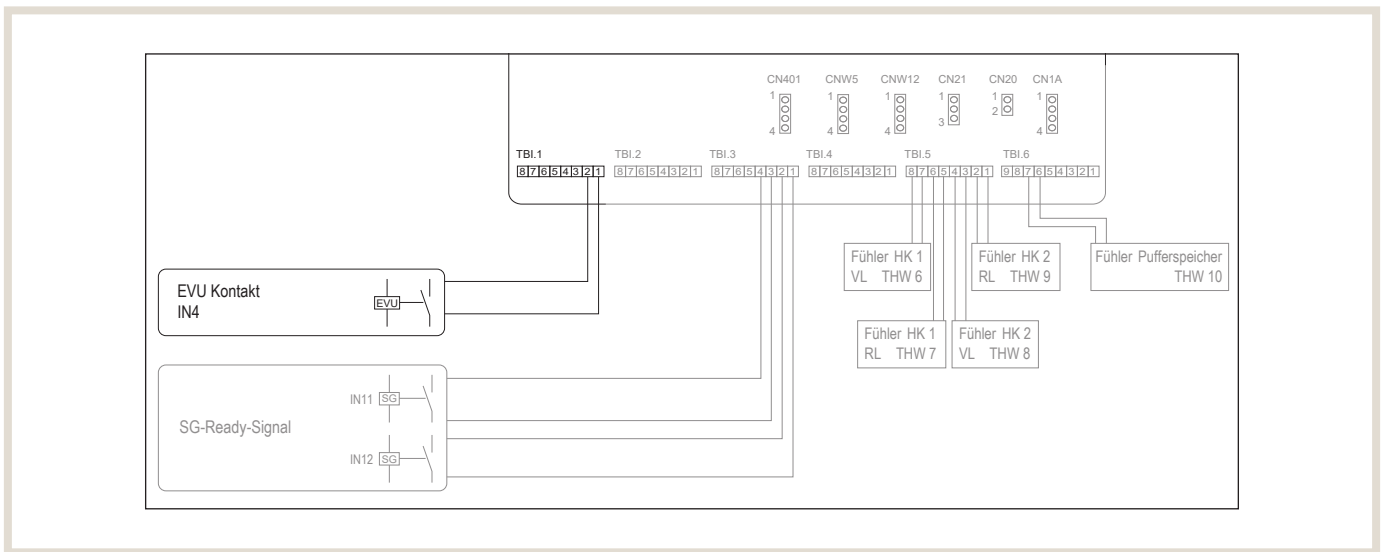 CN401 CNW5 CNW12 CN21 CN20 CN1A
1 1 1 1 1 1
2
3
4 4 4 4
TBI.1 TBI.2 TBI.3 TBI.4 TBI.5 TBI.6
8 7 6 5 4 3 2 1 8 7 6 5 4 3 2 1 8 7 6 5 4 3 2 1 8 7 6 5 4 3 2 1 8 7 6 5 4 3 2 1 9 8 8 7 6 5 4 3 2 1
Fühler HK 1
VL THW 6
Fühler HK 2
RL THW 9
Fühler Pufferspeicher
THW 10
EVU Kontakt
IN4
EVU
Fühler HK 1
RL THW 7
Fühler HK 2
VL THW 8
SG-Ready-Signal
IN11 SG
IN12 SG